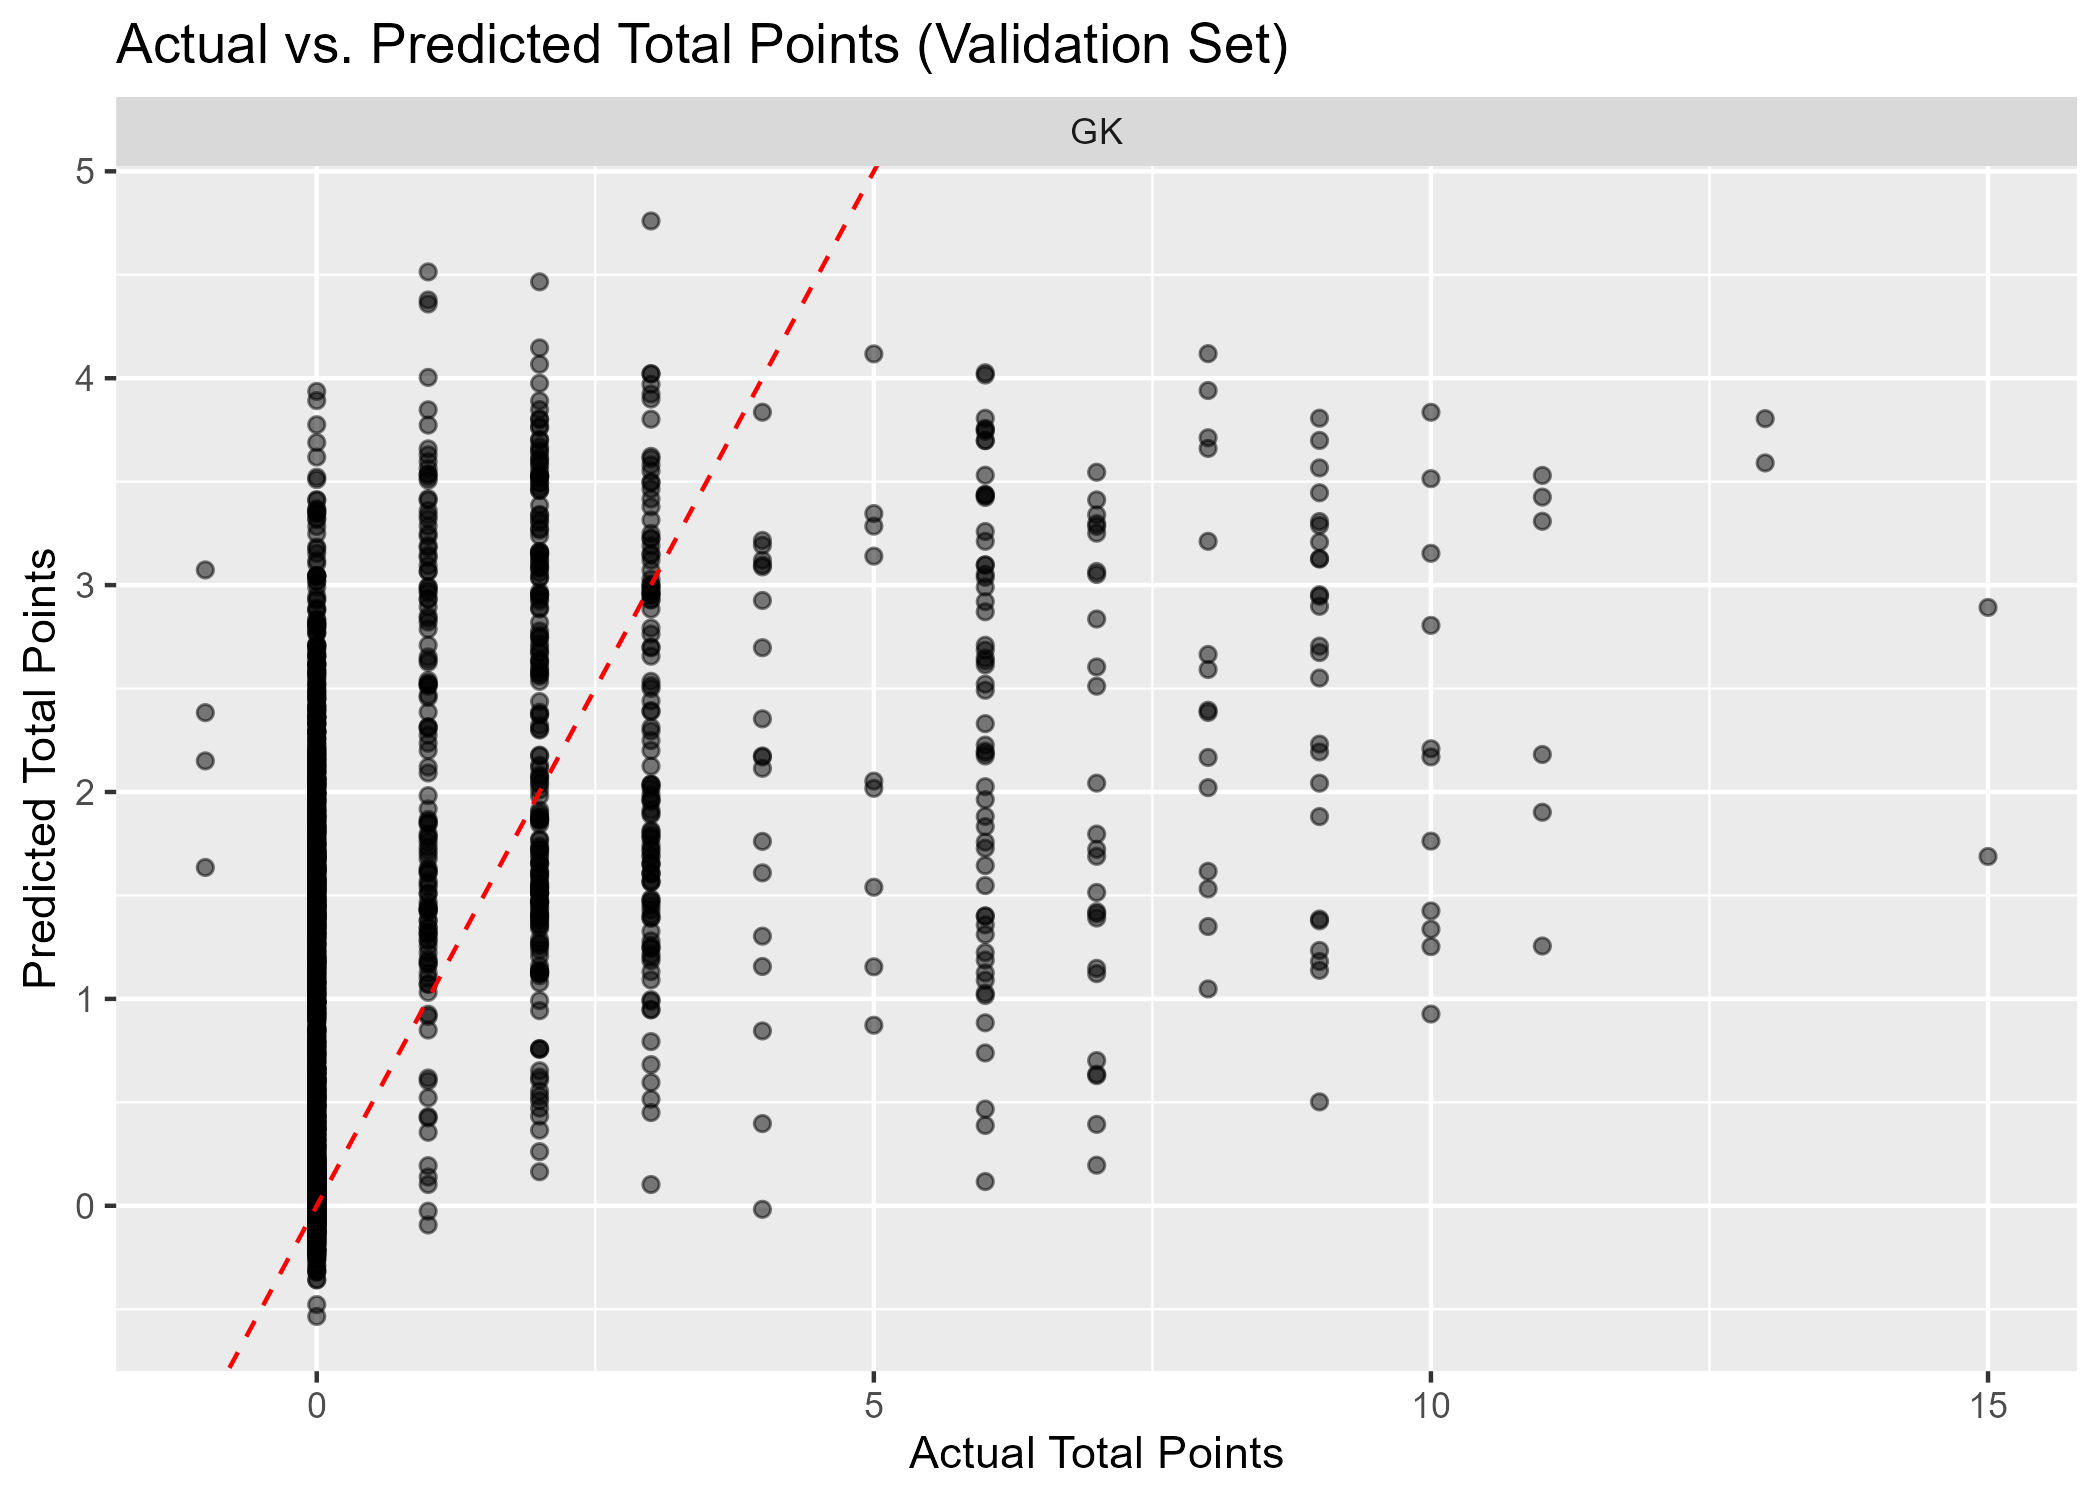 Actual vs. Predicted Total Points (Validation Set)
GK
5
4
3
2
1
0
Predicted Total Points
0 5 10 15
Actual Total Points